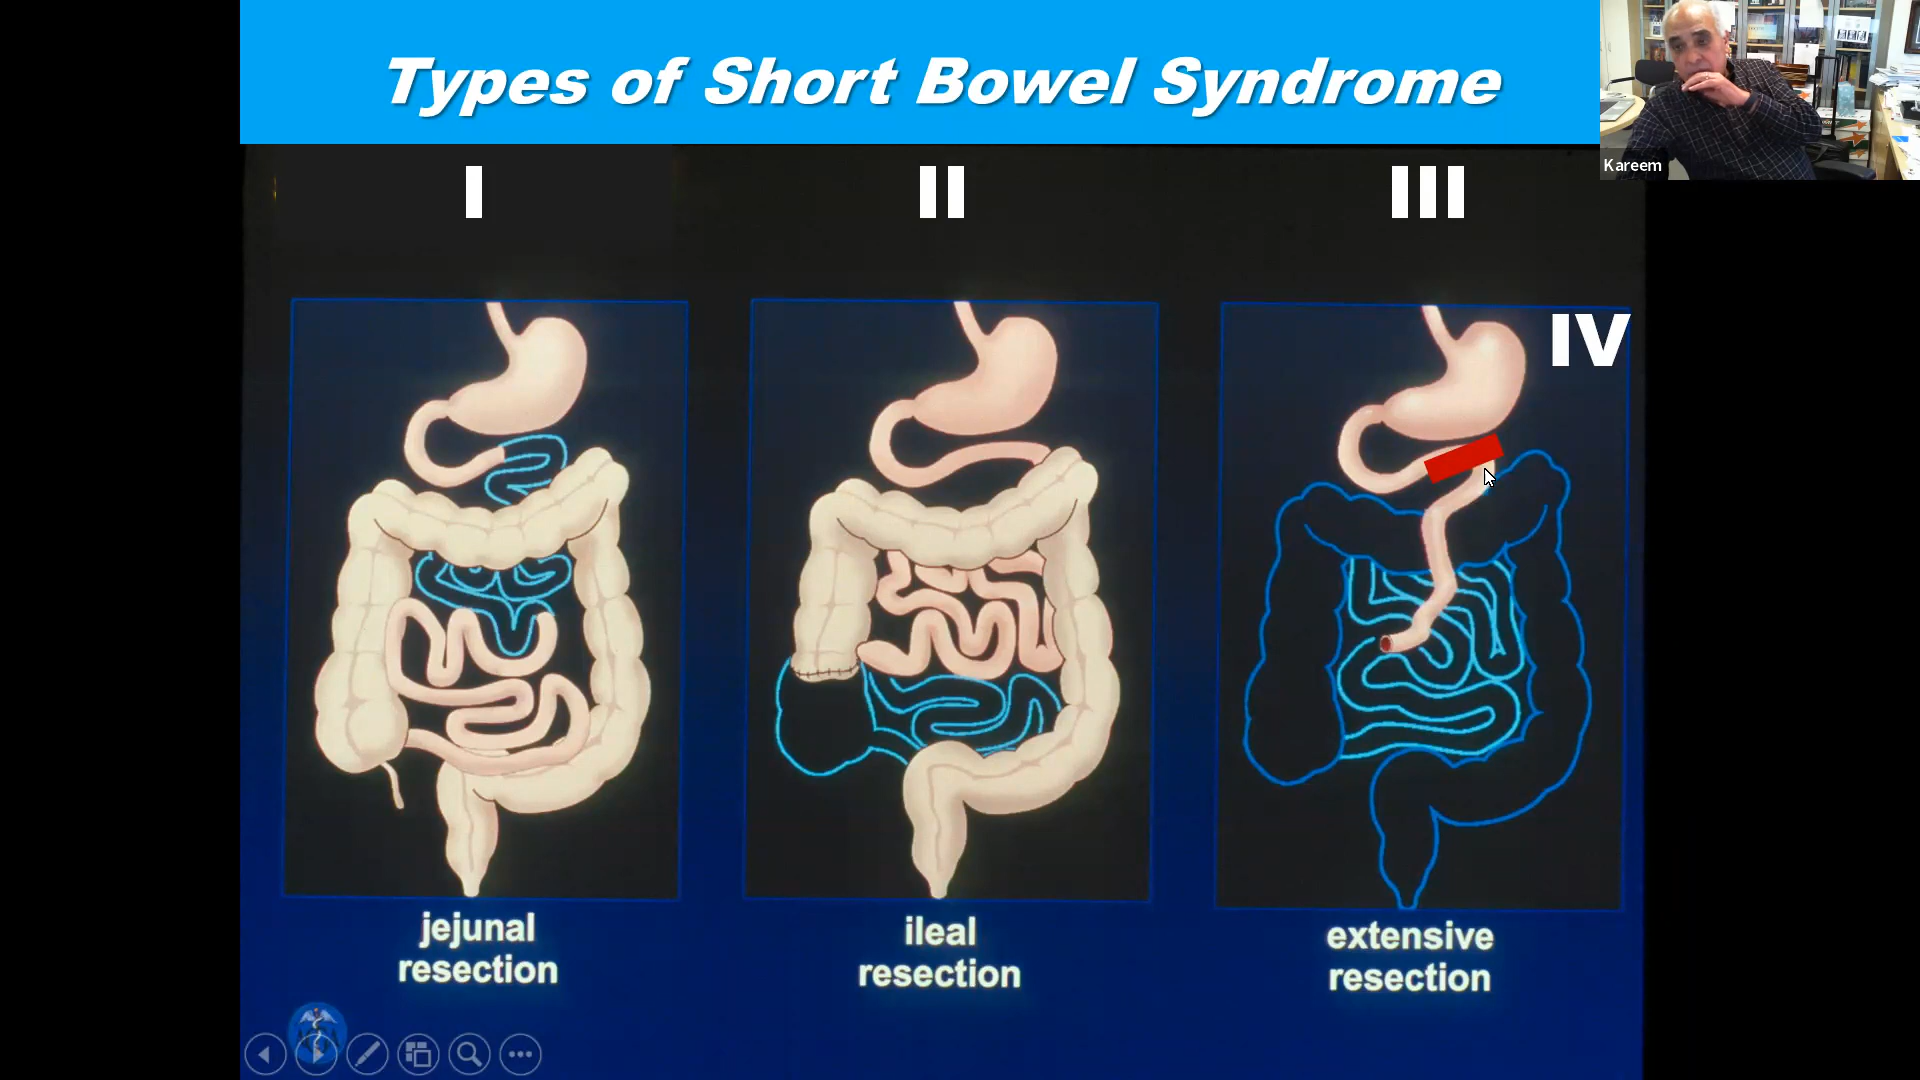 Types of Short Bowel Syndrome
Kareem
I
II
III
IV
jejunal
resection
ileal
resection
extensive
resection